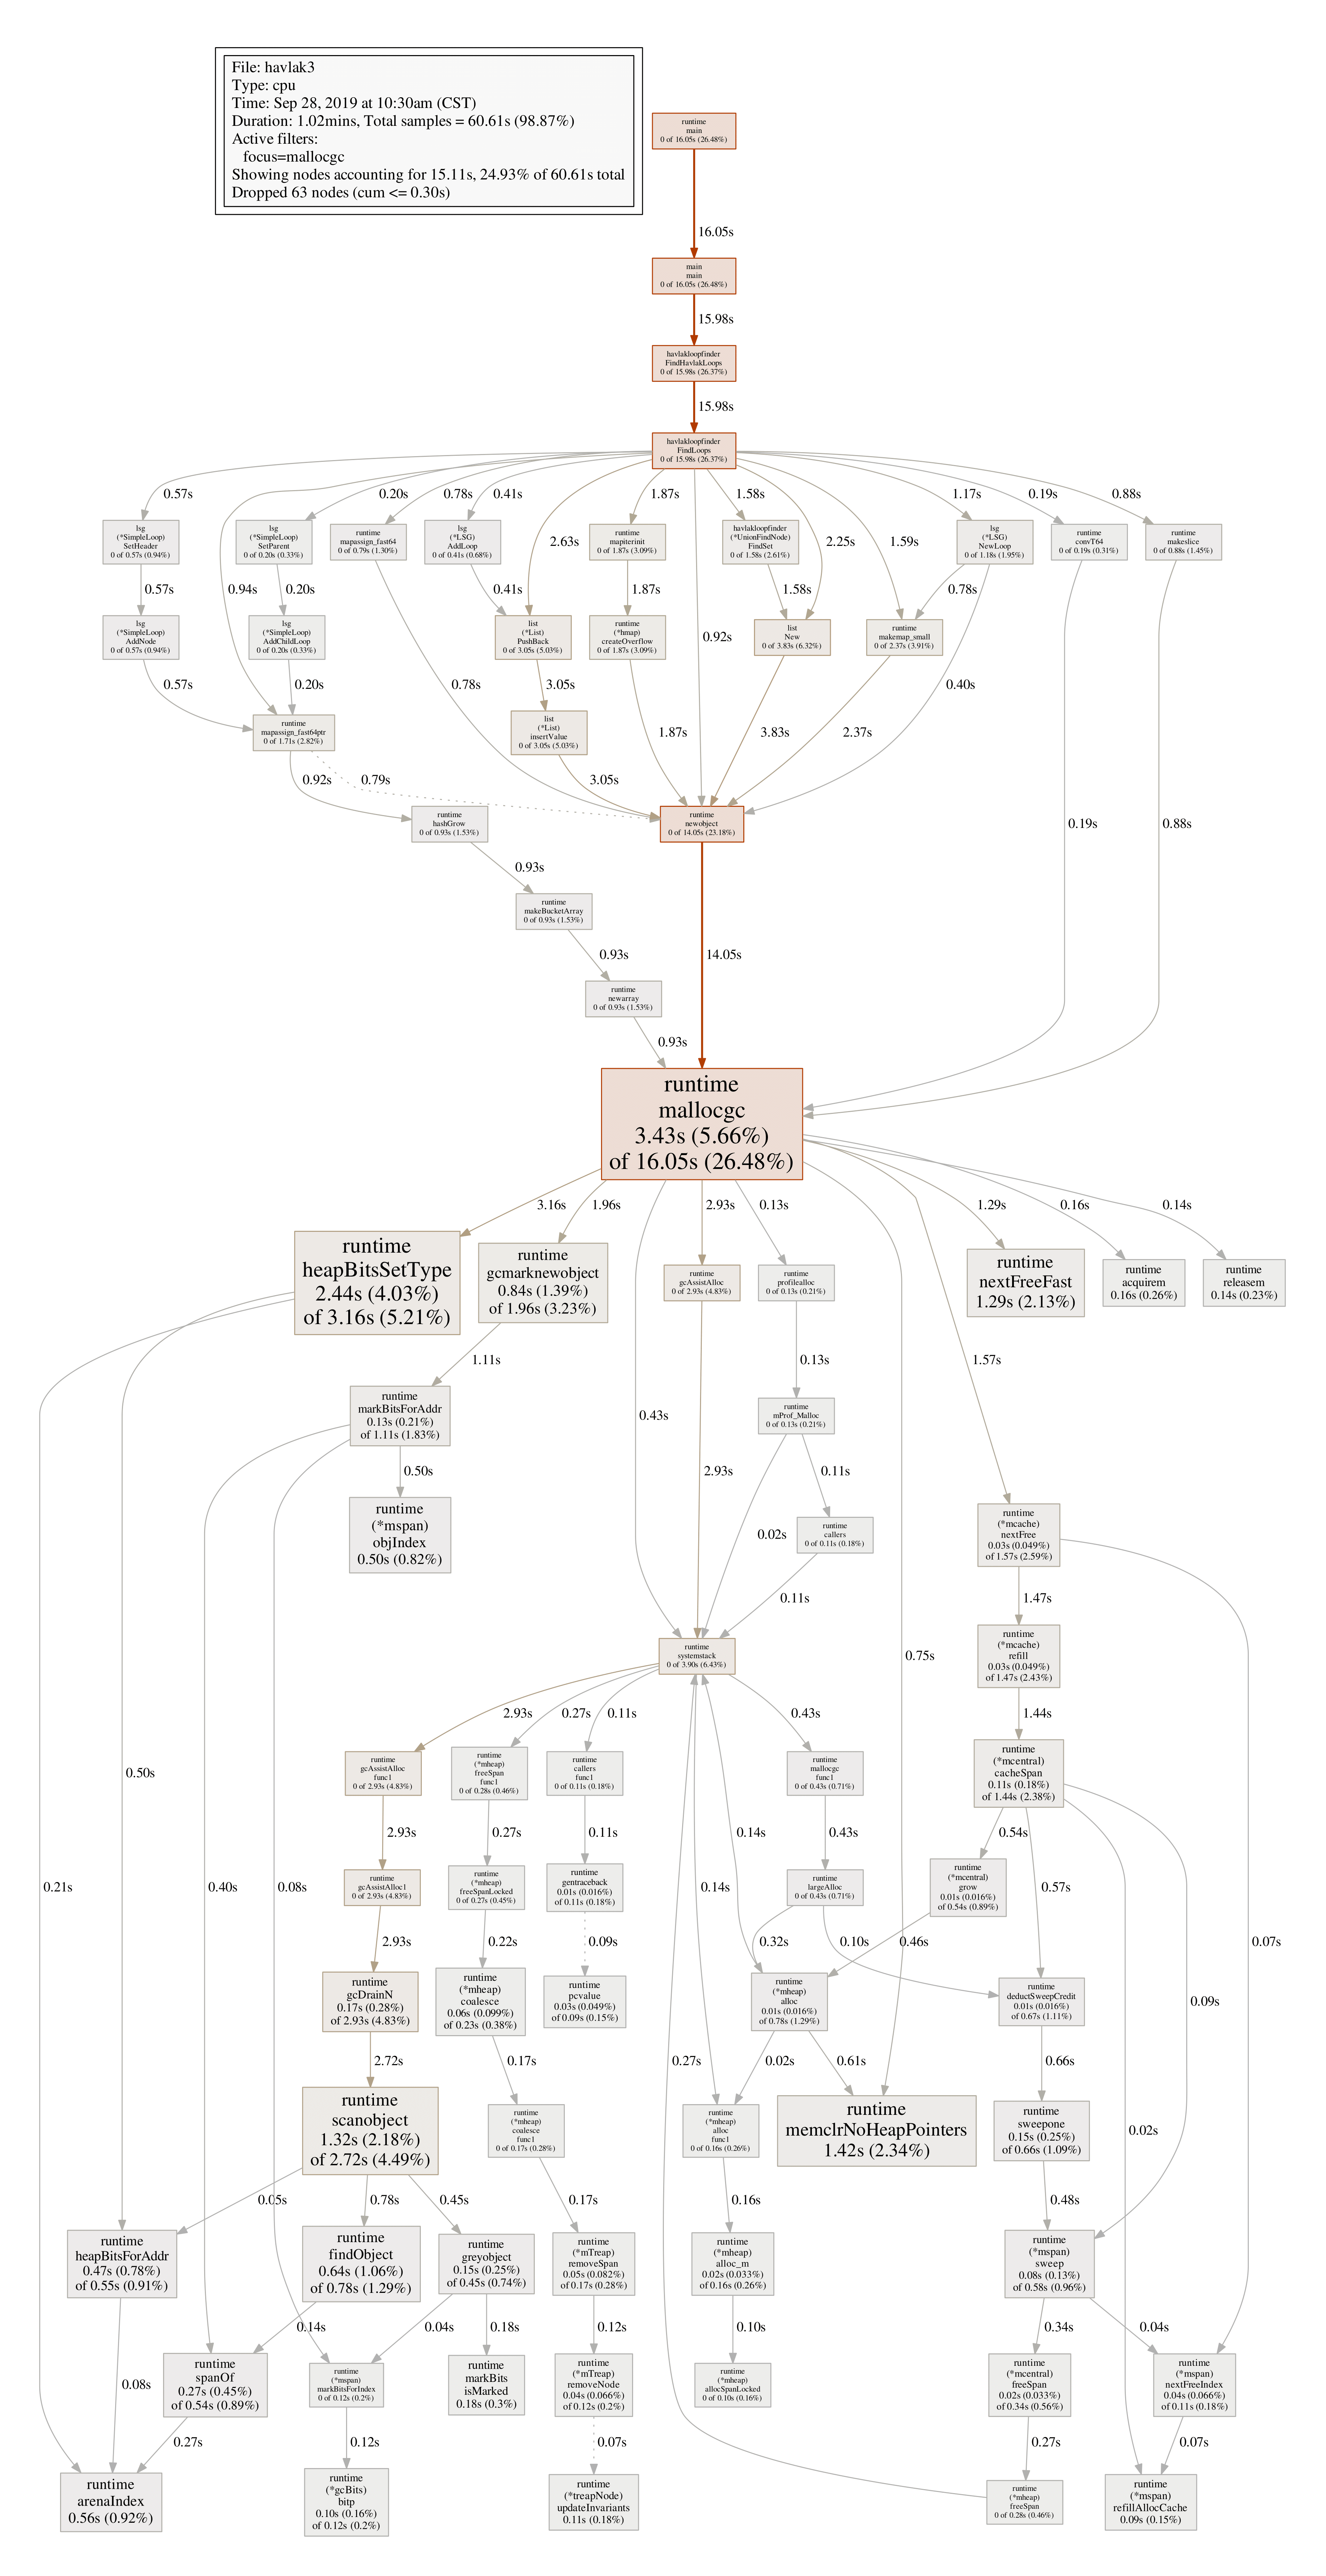 File: havlak3
Type: cpu
Time: Sep 28, 2019 at 10:30am (CST)
Duration: 1.02mins, Total samples = 60.61s (98.87%)
Active filters:
focus=mallocgc
Showing nodes accounting for 15.11s, 24.93% of 60.61s total
Dropped 63 nodes (cum <= 0.30s)
runtime
main
0 of 16.05s (26.48%)
16.05s
main
main
0 of 16.05s (26.48%)
15.98s
havlakloopfinder
FindHavlakLoops
0 of 15.98s (26.37%)
15.98s
havlakloopfinder
FindLoops
0 of 15.98s (26.37%)
0.57s
0.20s
0.78s
0.41s
1.87s
1.58s
1.17s
0.19s
0.88s
lsg
(*SimpleLoop)
SetHeader
0 of 0.57s (0.94%)
lsg
(*SimpleLoop)
SetParent
0 of 0.20s (0.33%)
runtime
mapassign_fast64
0 of 0.79s (1.30%)
lsg
(*LSG)
AddLoop
0 of 0.41s (0.68%)
2.63s
runtime
mapiterinit
0 of 1.87s (3.09%)
havlakloopfinder
(*UnionFindNode)
FindSet
0 of 1.58s (2.61%)
2.25s
1.59s
lsg
(*LSG)
NewLoop
0 of 1.18s (1.95%)
runtime
convT64
0 of 0.19s (0.31%)
runtime
makeslice
0 of 0.88s (1.45%)
0.57s
0.94s
0.20s
0.41s
1.87s
1.58s
0.78s
lsg
(*SimpleLoop)
AddNode
0 of 0.57s (0.94%)
lsg
(*SimpleLoop)
AddChildLoop
0 of 0.20s (0.33%)
list
(*List)
PushBack
0 of 3.05s (5.03%)
runtime
(*hmap)
createOverflow
0 of 1.87s (3.09%)
0.92s
list
New
0 of 3.83s (6.32%)
runtime
makemap_small
0 of 2.37s (3.91%)
0.57s
0.20s
0.78s
3.05s
0.40s
runtime
mapassign_fast64ptr
0 of 1.71s (2.82%)
list
(*List)
insertValue
0 of 3.05s (5.03%)
1.87s
3.83s
2.37s
0.92s
0.79s
3.05s
runtime
hashGrow
0 of 0.93s (1.53%)
runtime
newobject
0 of 14.05s (23.18%)
0.19s
0.88s
0.93s
runtime
makeBucketArray
0 of 0.93s (1.53%)
0.93s
14.05s
runtime
newarray
0 of 0.93s (1.53%)
0.93s
runtime
mallocgc
3.43s (5.66%)
of 16.05s (26.48%)
3.16s
1.96s
2.93s
0.13s
1.29s
0.16s
0.14s
runtime
heapBitsSetType
2.44s (4.03%)
of 3.16s (5.21%)
runtime
gcmarknewobject
0.84s (1.39%)
of 1.96s (3.23%)
runtime
gcAssistAlloc
0 of 2.93s (4.83%)
runtime
profilealloc
0 of 0.13s (0.21%)
runtime
nextFreeFast
1.29s (2.13%)
runtime
acquirem
0.16s (0.26%)
runtime
releasem
0.14s (0.23%)
1.11s
0.13s
1.57s
runtime
markBitsForAddr
0.13s (0.21%)
of 1.11s (1.83%)
0.43s
runtime
mProf_Malloc
0 of 0.13s (0.21%)
0.50s
2.93s
0.11s
runtime
(*mspan)
objIndex
0.50s (0.82%)
0.02s
runtime
callers
0 of 0.11s (0.18%)
runtime
(*mcache)
nextFree
0.03s (0.049%)
of 1.57s (2.59%)
0.11s
1.47s
runtime
systemstack
0 of 3.90s (6.43%)
0.75s
runtime
(*mcache)
refill
0.03s (0.049%)
of 1.47s (2.43%)
2.93s
0.27s
0.11s
0.43s
1.44s
0.50s
runtime
gcAssistAlloc
func1
0 of 2.93s (4.83%)
runtime
(*mheap)
freeSpan
func1
0 of 0.28s (0.46%)
runtime
callers
func1
0 of 0.11s (0.18%)
runtime
mallocgc
func1
0 of 0.43s (0.71%)
runtime
(*mcentral)
cacheSpan
0.11s (0.18%)
of 1.44s (2.38%)
2.93s
0.27s
0.11s
0.14s
0.43s
0.54s
0.21s
0.40s
0.08s
runtime
gcAssistAlloc1
0 of 2.93s (4.83%)
runtime
(*mheap)
freeSpanLocked
0 of 0.27s (0.45%)
runtime
gentraceback
0.01s (0.016%)
of 0.11s (0.18%)
0.14s
runtime
largeAlloc
0 of 0.43s (0.71%)
runtime
(*mcentral)
grow
0.01s (0.016%)
of 0.54s (0.89%)
0.57s
2.93s
0.22s
0.09s
0.32s
0.10s
0.46s
0.07s
runtime
gcDrainN
0.17s (0.28%)
of 2.93s (4.83%)
runtime
(*mheap)
coalesce
0.06s (0.099%)
of 0.23s (0.38%)
runtime
pcvalue
0.03s (0.049%)
of 0.09s (0.15%)
runtime
(*mheap)
alloc
0.01s (0.016%)
of 0.78s (1.29%)
runtime
deductSweepCredit
0.01s (0.016%)
of 0.67s (1.11%)
0.09s
2.72s
0.17s
0.27s
0.02s
0.61s
0.66s
runtime
scanobject
1.32s (2.18%)
of 2.72s (4.49%)
runtime
(*mheap)
coalesce
func1
0 of 0.17s (0.28%)
runtime
(*mheap)
alloc
func1
0 of 0.16s (0.26%)
runtime
memclrNoHeapPointers
1.42s (2.34%)
runtime
sweepone
0.15s (0.25%)
of 0.66s (1.09%)
0.02s
0.05s
0.78s
0.45s
0.17s
0.16s
0.48s
runtime
heapBitsForAddr
0.47s (0.78%)
of 0.55s (0.91%)
runtime
findObject
0.64s (1.06%)
of 0.78s (1.29%)
runtime
greyobject
0.15s (0.25%)
of 0.45s (0.74%)
runtime
(*mTreap)
removeSpan
0.05s (0.082%)
of 0.17s (0.28%)
runtime
(*mheap)
alloc_m
0.02s (0.033%)
of 0.16s (0.26%)
runtime
(*mspan)
sweep
0.08s (0.13%)
of 0.58s (0.96%)
0.14s
0.04s
0.18s
0.12s
0.10s
0.34s
0.04s
0.08s
runtime
spanOf
0.27s (0.45%)
of 0.54s (0.89%)
runtime
(*mspan)
markBitsForIndex
0 of 0.12s (0.2%)
runtime
markBits
isMarked
0.18s (0.3%)
runtime
(*mTreap)
removeNode
0.04s (0.066%)
of 0.12s (0.2%)
runtime
(*mheap)
allocSpanLocked
0 of 0.10s (0.16%)
runtime
(*mcentral)
freeSpan
0.02s (0.033%)
of 0.34s (0.56%)
runtime
(*mspan)
nextFreeIndex
0.04s (0.066%)
of 0.11s (0.18%)
0.27s
0.12s
0.07s
0.27s
0.07s
runtime
arenaIndex
0.56s (0.92%)
runtime
(*gcBits)
bitp
0.10s (0.16%)
of 0.12s (0.2%)
runtime
(*treapNode)
updateInvariants
0.11s (0.18%)
runtime
(*mheap)
freeSpan
0 of 0.28s (0.46%)
runtime
(*mspan)
refillAllocCache
0.09s (0.15%)